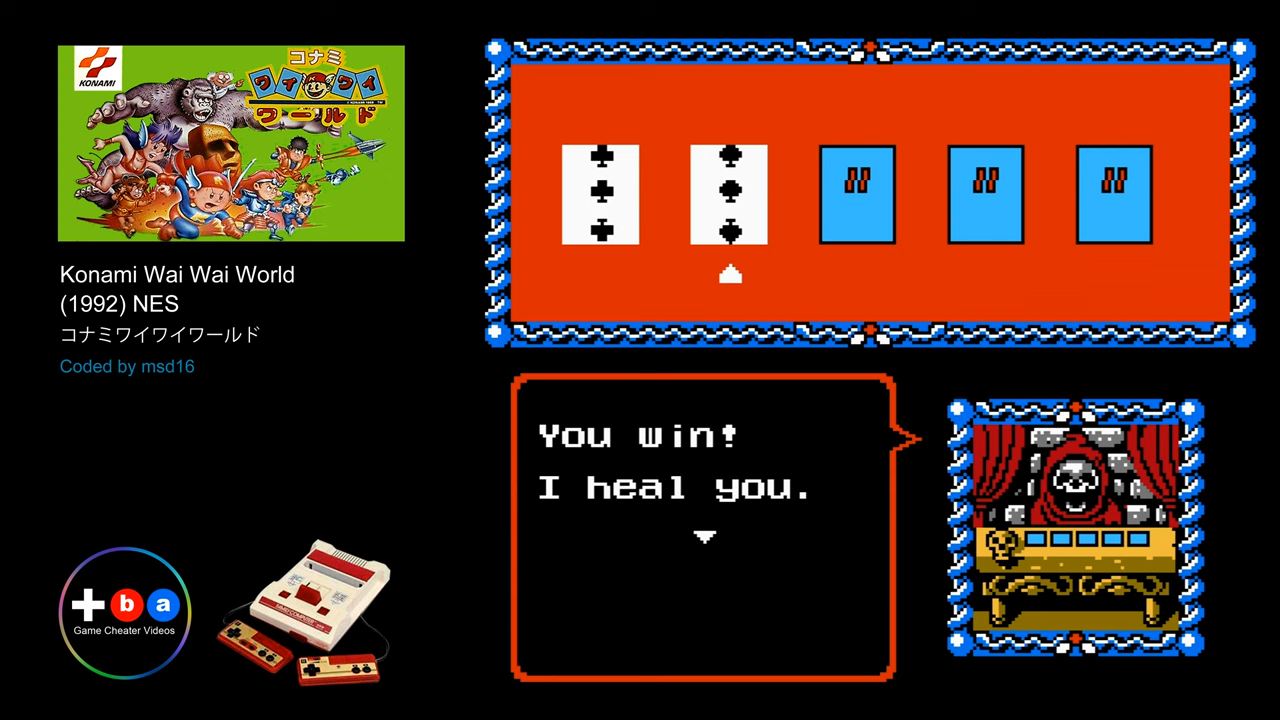 KONAMI
コナミ
ワイワイ
ワールド
Konami Wai Wai World
(1992) NES
コナミワイワイワールド
Coded by msd16
You win!
I heal you.
b a
Game Cheater Videos